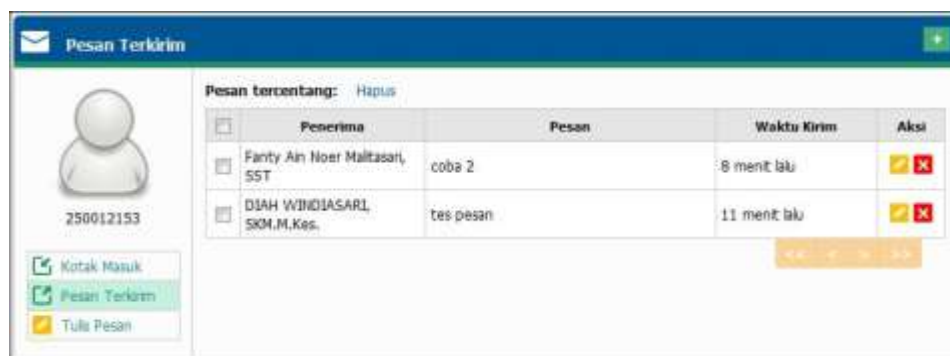 Pesan Terkirim
Pesan tercentang: Hapus
Penerima Pesan Waktu Kirim Aksi
Fanty Ain Noer Malitasari,
SST
coba 2 8 menit lalu
DIAH WINDIASARI,
SKM.M.Kes.
tes pesan 11 menit lalu
<< < > >>
250012153
Kotak Masuk
Pesan Terkirim
Tulis Pesan